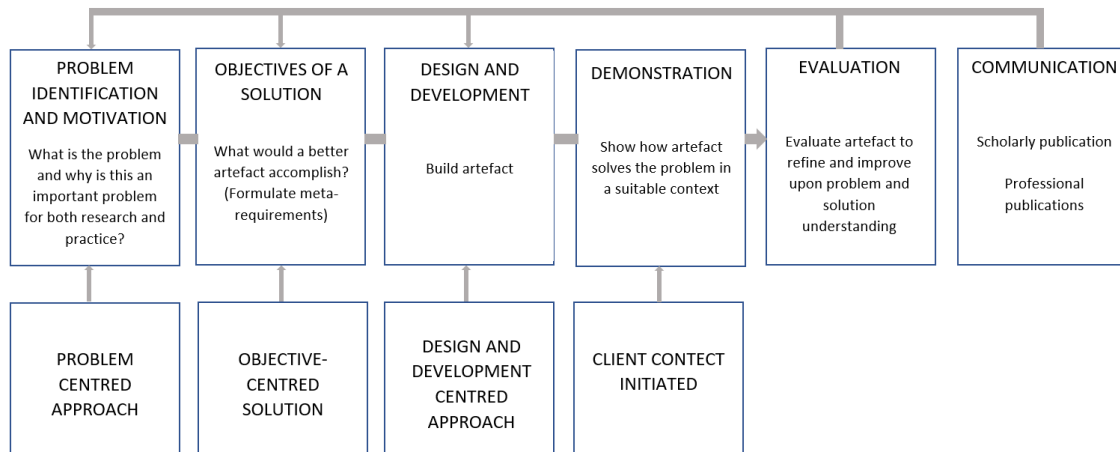 PROBLEM
IDENTIFICATION
AND MOTIVATION
What is the problem
and why is this an
important problem
for both research and
practice?
OBJECTIVES OF A
SOLUTION
What would a better
artefact accomplish?
(Formulate meta-
requirements)
DESIGN AND
DEVELOPMENT
Build artefact
DEMONSTRATION
Show how artefact
solves the problem in
a suitable context
EVALUATION
Evaluate artefact to
refine and improve
upon problem and
solution
understanding
COMMUNICATION
Scholarly publication
Professional
publications
PROBLEM
CENTRED
APPROACH
OBJECTIVE-
CENTRED
SOLUTION
DESIGN AND
DEVELOPMENT
CENTRED
APPROACH
CLIENT CONTECT
INITIATED